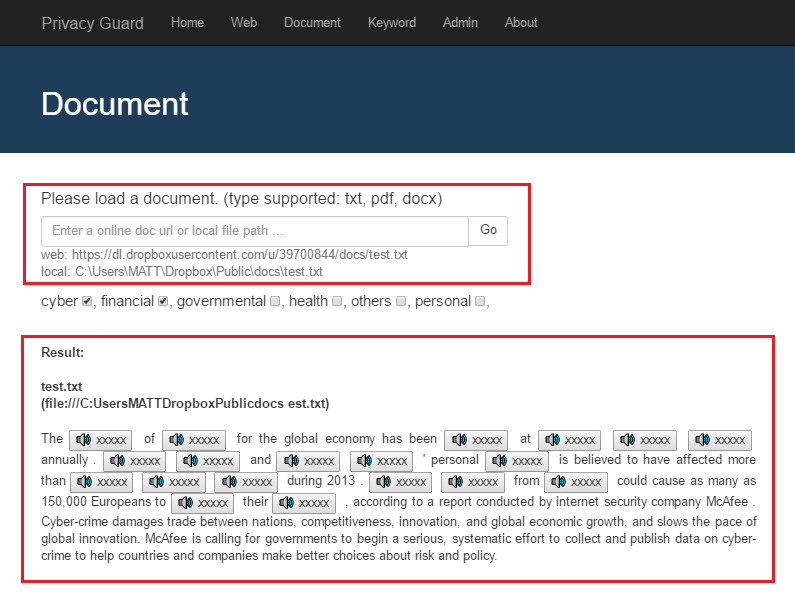 Privacy Guard Home Web Document Keyword Admin About
Document
Please load a document. (type supported: txt, pdf, docx)
Enter a online doc url or local file path ... Go
web: https://dl.dropboxusercontent.com/u/39700844/docs/test.txt
local: C:\Users\MATT\Dropbox\Public\docs\test.txt
cyber , financial , governmental , health , others , personal ,
Result:
test.txt
(file:///C:UsersMATTDropboxPublicdocs est.txt)
The xxxxx of xxxxx for the global economy has been xxxxx at xxxxx xxxxx xxxxx
annually . xxxxx xxxxx and xxxxx xxxxx ' personal xxxxx is believed to have affected more
than xxxxx xxxxx xxxxx during 2013 . xxxxx xxxxx from xxxxx could cause as many as
150,000 Europeans to xxxxx their xxxxx , according to a report conducted by internet security company McAfee .
Cyber-crime damages trade between nations, competitiveness, innovation, and global economic growth, and slows the pace of
global innovation. McAfee is calling for governments to begin a serious, systematic effort to collect and publish data on cyber-
crime to help countries and companies make better choices about risk and policy.